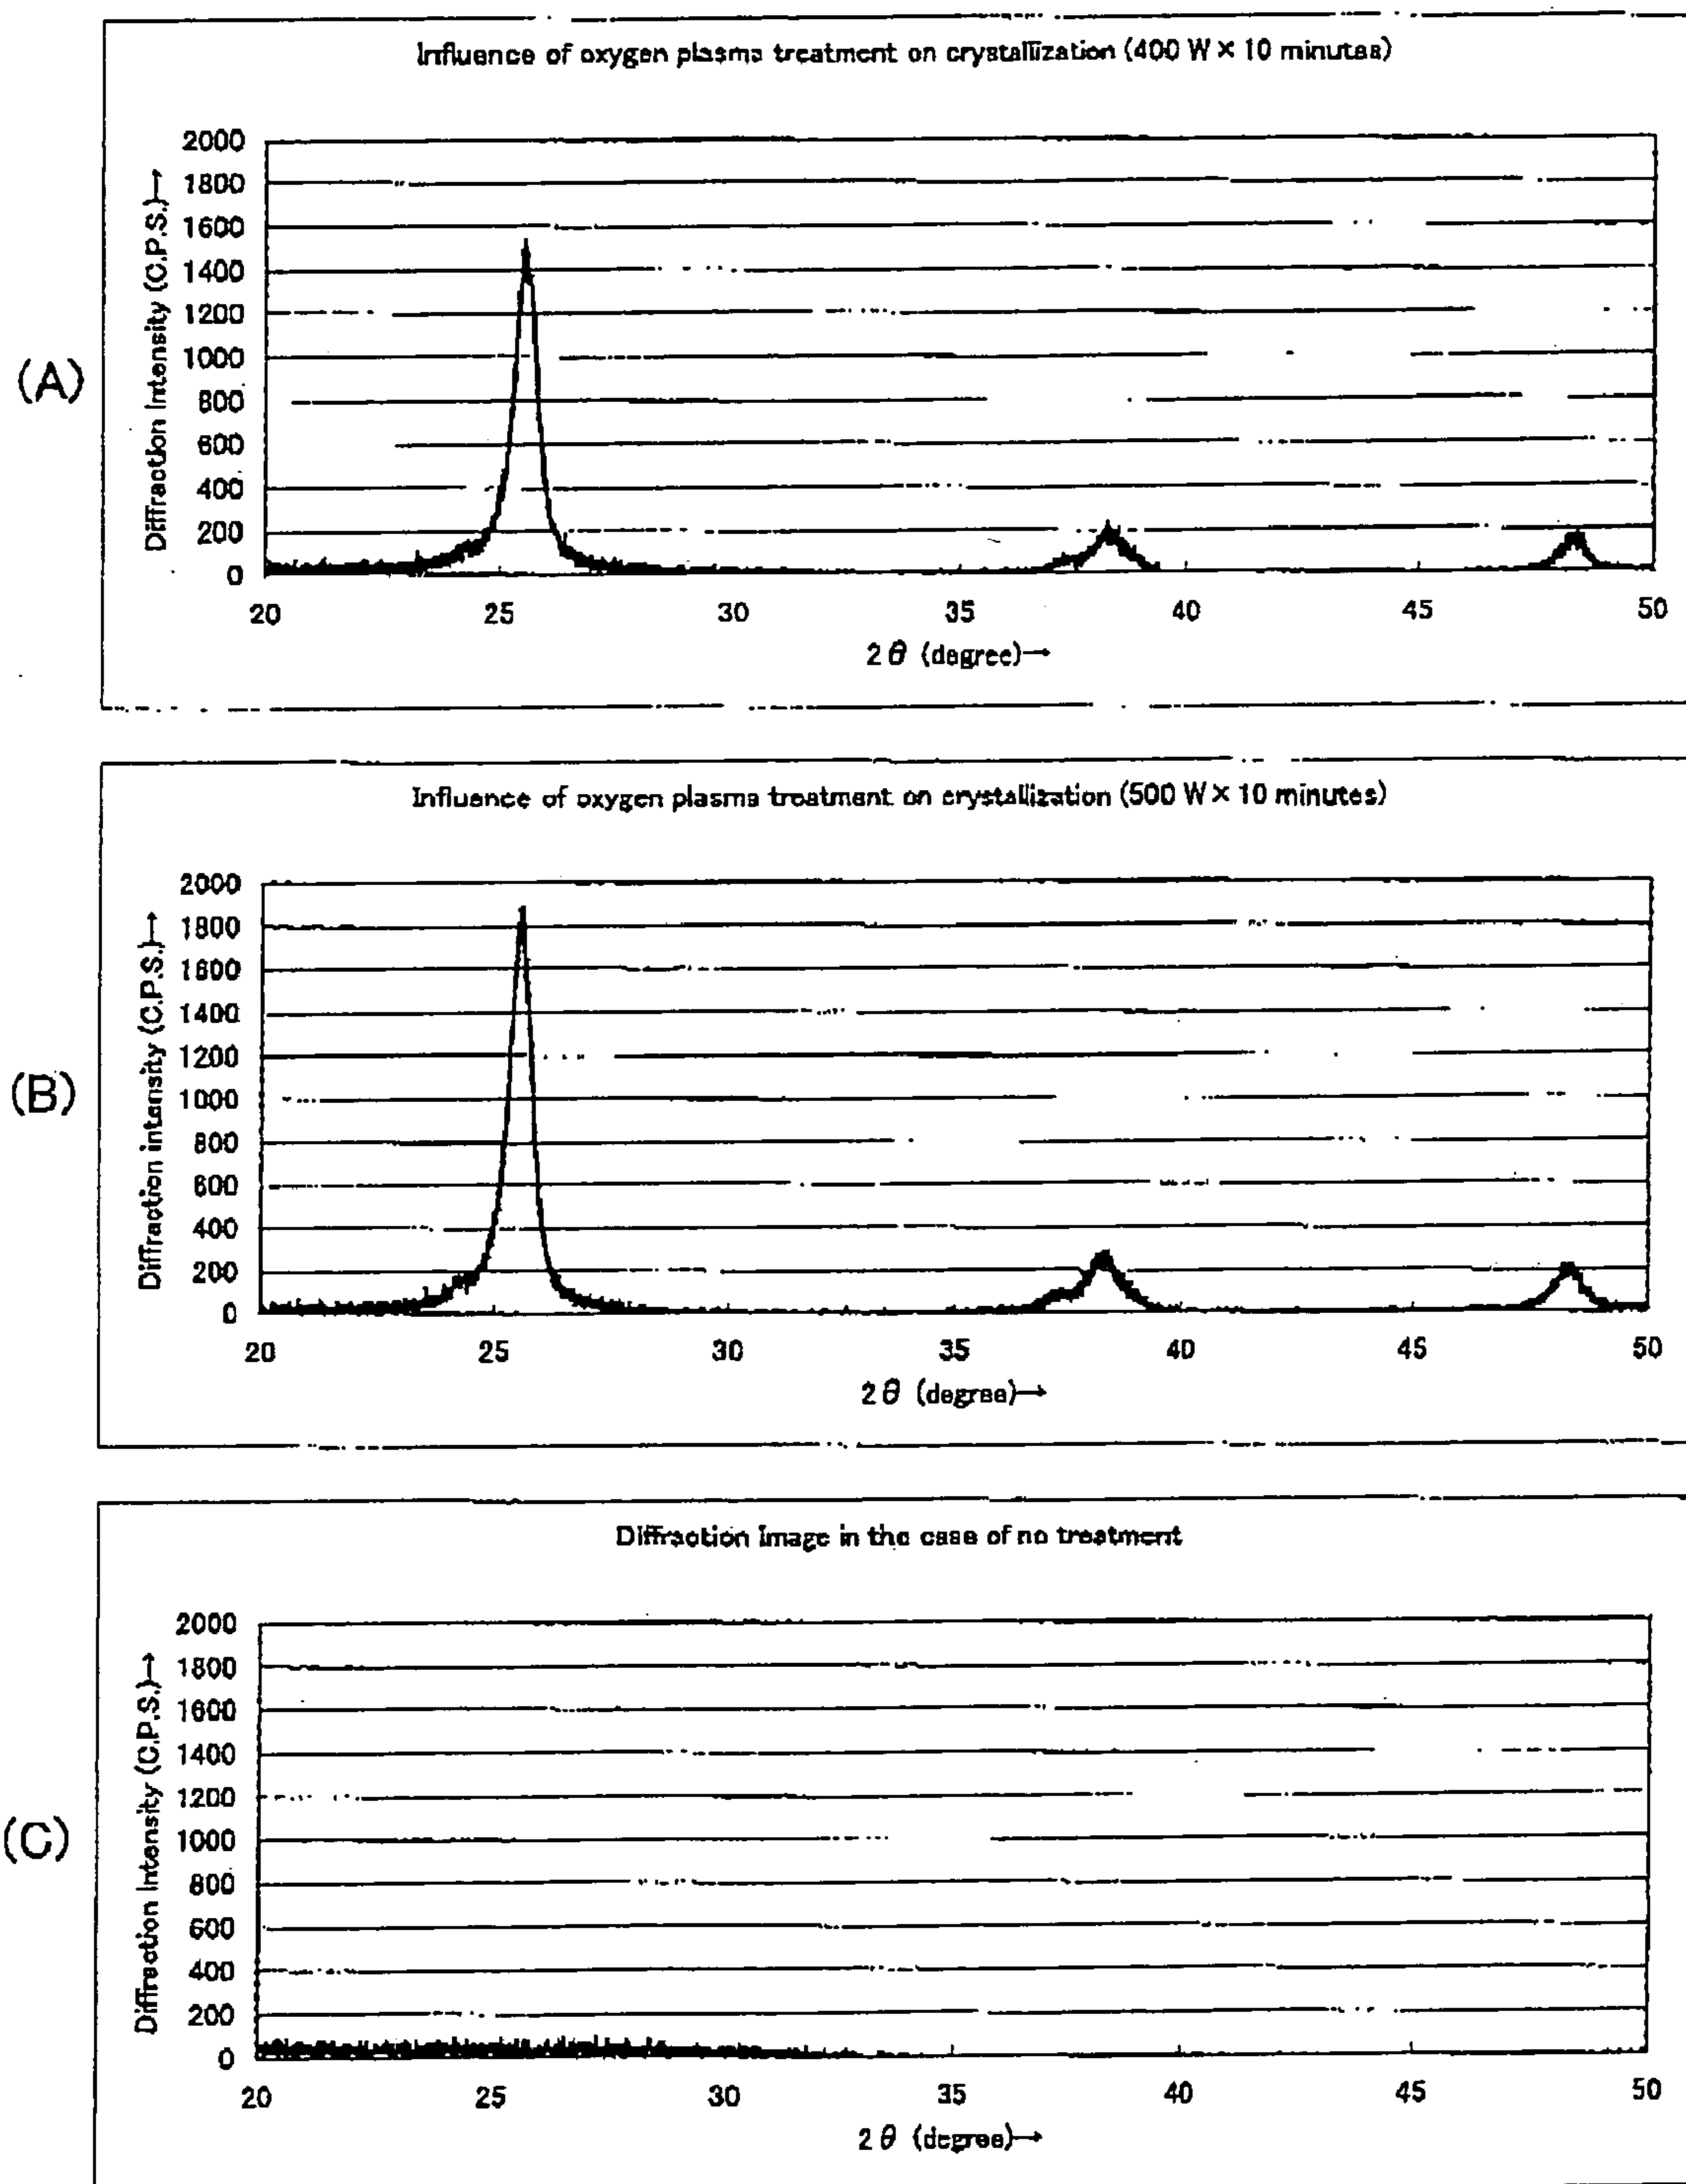 Influence of oxygen plasma treatment on crystallization (400 W × 10 minutes)
(A)
Diffraction Intensity (C.P.S.)→
2000
1800
1600
1400
1200
1000
800
600
400
200
0
20 25 30 35 40 45 50
2θ (degree)→
Influence of oxygen plasma treatment on crystallization (500 W × 10 minutes)
(B)
Diffraction intensity (C.P.S.)→
2000
1800
1600
1400
1200
1000
800
600
400
200
0
20 25 30 35 40 45 50
2θ (degree)→
Diffraction Image in the case of no treatment
(C)
Diffraction Intensity (C.P.S.)→
2000
1800
1600
1400
1200
1000
800
600
400
200
0
20 25 30 35 40 45 50
2θ (degree)→